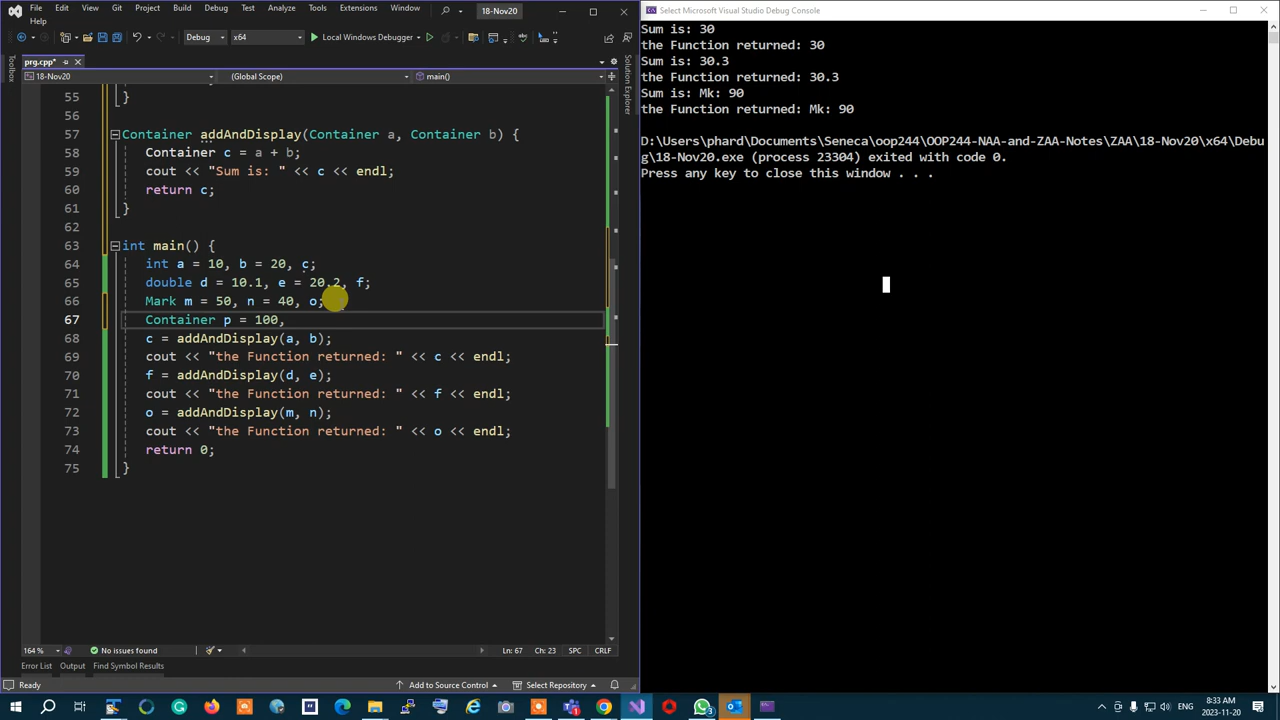 File Edit View Git Project Build Debug Test Analyze Tools Extensions Window Help
18-Nov20
Debug x64 Local Windows Debugger
prg.cpp*
18-Nov20 (Global Scope) main()
Toolbox
Solution Explorer
55 }
56
57 Container addAndDisplay(Container a, Container b) {
58 Container c = a + b;
59 cout << "Sum is: " << c << endl;
60 return c;
61 }
62
63 int main() {
64 int a = 10, b = 20, c;
65 double d = 10.1, e = 20.2, f;
66 Mark m = 50, n = 40, o;
67 Container p = 100,
68 c = addAndDisplay(a, b);
69 cout << "the Function returned: " << c << endl;
70 f = addAndDisplay(d, e);
71 cout << "the Function returned: " << f << endl;
72 o = addAndDisplay(m, n);
73 cout << "the Function returned: " << o << endl;
74 return 0;
75 }
164 % No issues found Ln: 67 Ch: 23 SPC CRLF
Error List Output Find Symbol Results
Ready Add to Source Control Select Repository
Select Microsoft Visual Studio Debug Console
Sum is: 30
the Function returned: 30
Sum is: 30.3
the Function returned: 30.3
Sum is: Mk: 90
the Function returned: Mk: 90
D:\Users\phard\Documents\Seneca\oop244\OOP244-NAA-and-ZAA-Notes\ZAA\18-Nov20\x64\Debu
g\18-Nov20.exe (process 23304) exited with code 0.
Press any key to close this window . . .
ENG
8:33 AM
2023-11-20